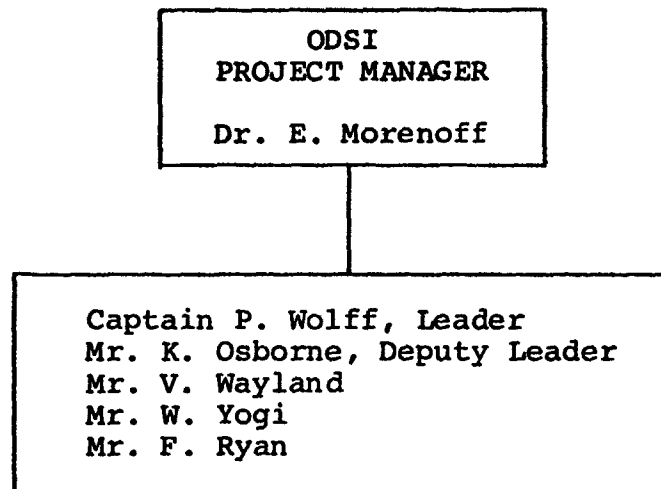 ODSI
PROJECT MANAGER
Dr. E. Morenoff
Captain P. Wolff, Leader
Mr. K. Osborne, Deputy Leader
Mr. V. Wayland
Mr. W. Yogi
Mr. F. Ryan